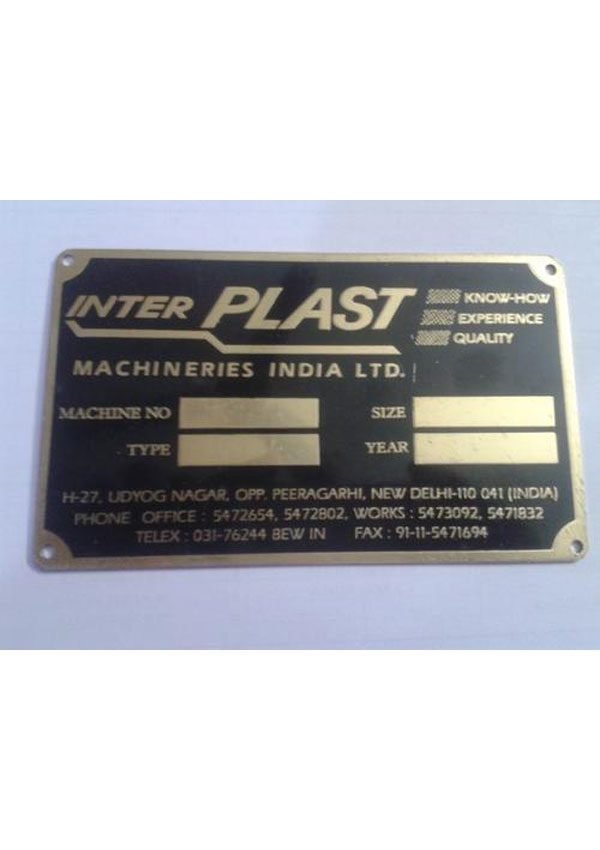 INTER PLAST
KNOW-HOW
EXPERIENCE
QUALITY
MACHINERIES INDIA LTD.
MACHINE NO
SIZE
TYPE
YEAR
H-27, UDYOG NAGAR, OPP. PEERAGARHI, NEW DELHI-110 041 (INDIA)
PHONE OFFICE : 5472654, 5472802, WORKS : 5473092, 5471832
TELEX : 031-76244 BEW IN FAX : 91-11-5471694